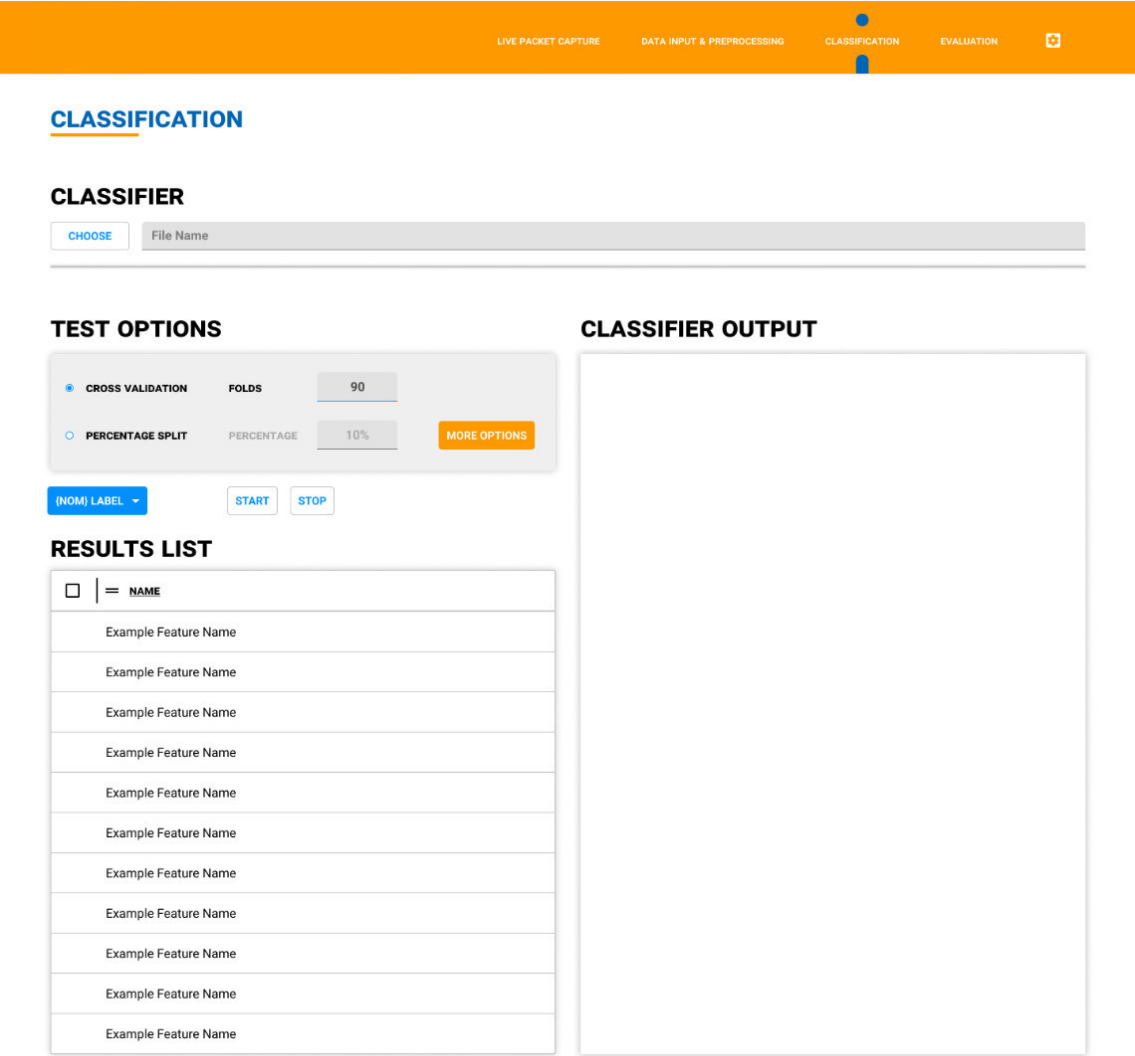 LIVE PACKET CAPTURE DATA INPUT & PREPROCESSING CLASSIFICATION EVALUATION
CLASSIFICATION
CLASSIFIER
CHOOSE File Name
TEST OPTIONS
CROSS VALIDATION FOLDS 90
PERCENTAGE SPLIT PERCENTAGE 10% MORE OPTIONS
(NOM) LABEL START STOP
RESULTS LIST
NAME
Example Feature Name
Example Feature Name
Example Feature Name
Example Feature Name
Example Feature Name
Example Feature Name
Example Feature Name
Example Feature Name
Example Feature Name
Example Feature Name
Example Feature Name
CLASSIFIER OUTPUT